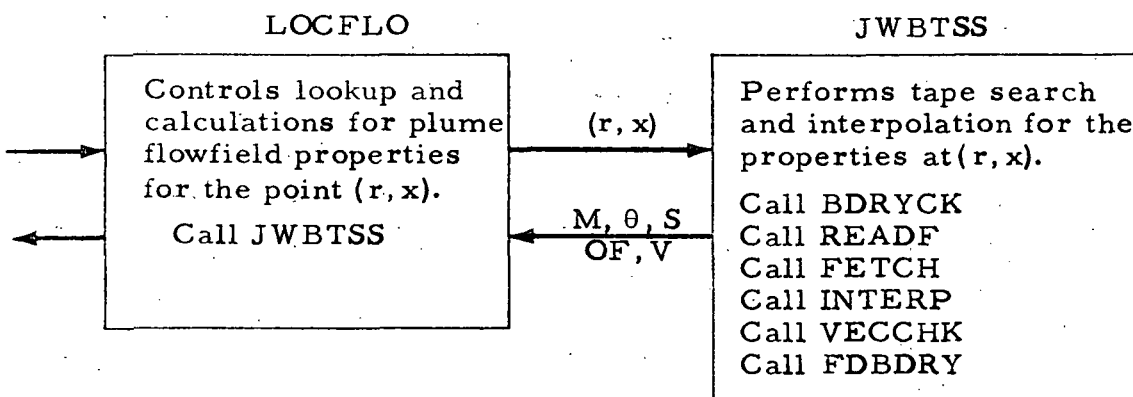 LOCFLO
Controls lookup and
calculations for plume
flowfield properties
for the point (r, x).
Call JWBTSS
(r, x)
M, θ, S
OF, V
JWBTSS
Performs tape search
and interpolation for the
properties at (r, x).
Call BDRYCK
Call READF
Call FETCH
Call INTERP
Call VECCHK
Call FDBDRY